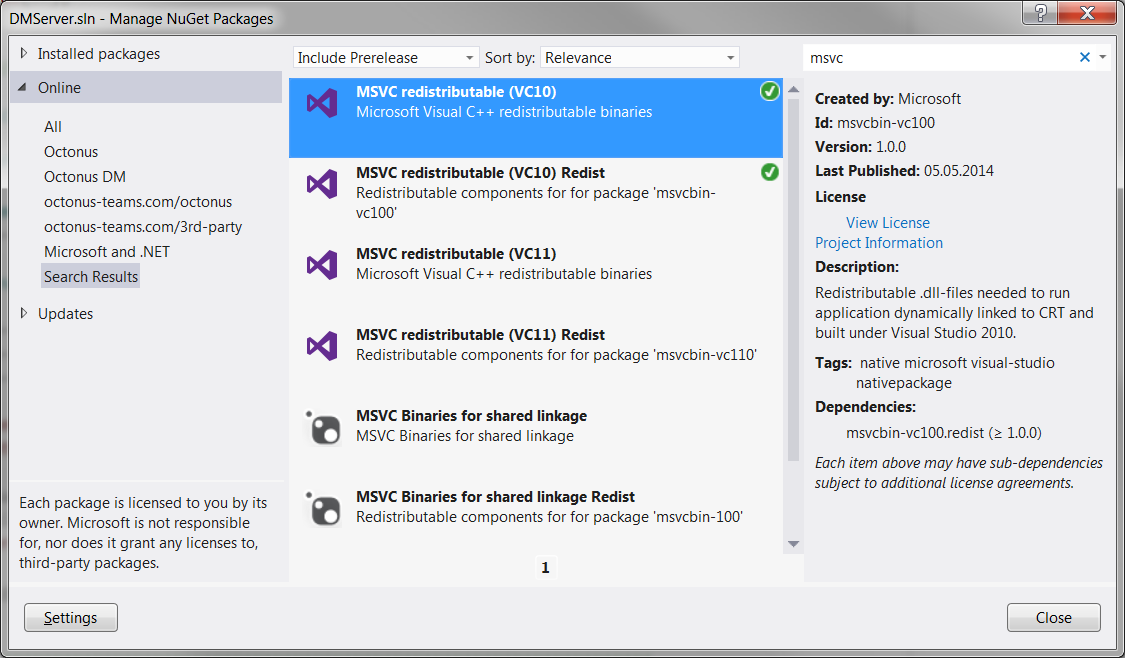 DMServer.sln - Manage NuGet Packages
?
Installed packages
Online
All
Octonus
Octonus DM
octonus-teams.com/octonus
octonus-teams.com/3rd-party
Microsoft and .NET
Search Results
Updates
Each package is licensed to you by its
owner. Microsoft is not responsible
for, nor does it grant any licenses to,
third-party packages.
Include Prerelease
Sort by:
Relevance
MSVC redistributable (VC10)
Microsoft Visual C++ redistributable binaries
MSVC redistributable (VC10) Redist
Redistributable components for for package 'msvcbin-
vc100'
MSVC redistributable (VC11)
Microsoft Visual C++ redistributable binaries
MSVC redistributable (VC11) Redist
Redistributable components for for package 'msvcbin-vc110'
MSVC Binaries for shared linkage
MSVC Binaries for shared linkage
MSVC Binaries for shared linkage Redist
Redistributable components for for package 'msvcbin-100'
1
msvc
Created by: Microsoft
Id: msvcbin-vc100
Version: 1.0.0
Last Published: 05.05.2014
License
View License
Project Information
Description:
Redistributable .dll-files needed to run
application dynamically linked to CRT and
built under Visual Studio 2010.
Tags: native microsoft visual-studio
nativepackage
Dependencies:
msvcbin-vc100.redist (≥ 1.0.0)
Each item above may have sub-dependencies
subject to additional license agreements.
Settings
Close